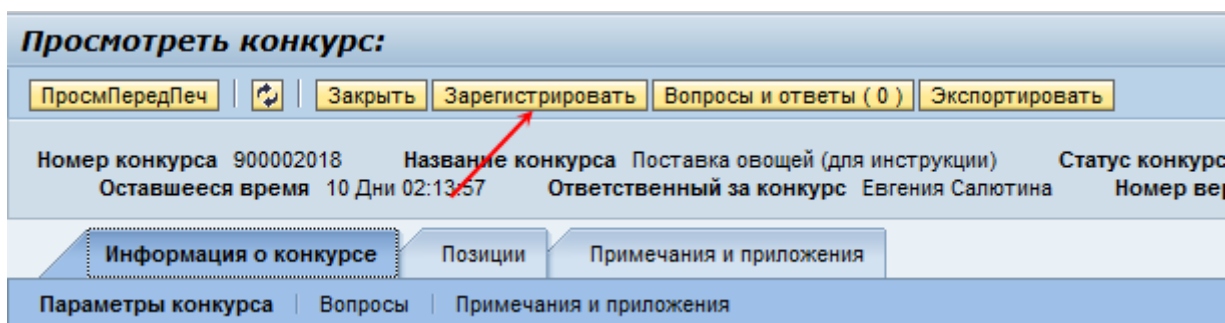 Просмотреть конкурс:
ПросмПередПеч Закрыть Зарегистрировать Вопросы и ответы ( 0 ) Экспортировать
Номер конкурса 900002018 Название конкурса Поставка овощей (для инструкции) Статус конкурс
Оставшееся время 10 Дни 02:13:57 Ответственный за конкурс Евгения Салютина Номер вер
Информация о конкурсе Позиции Примечания и приложения
Параметры конкурса Вопросы Примечания и приложения